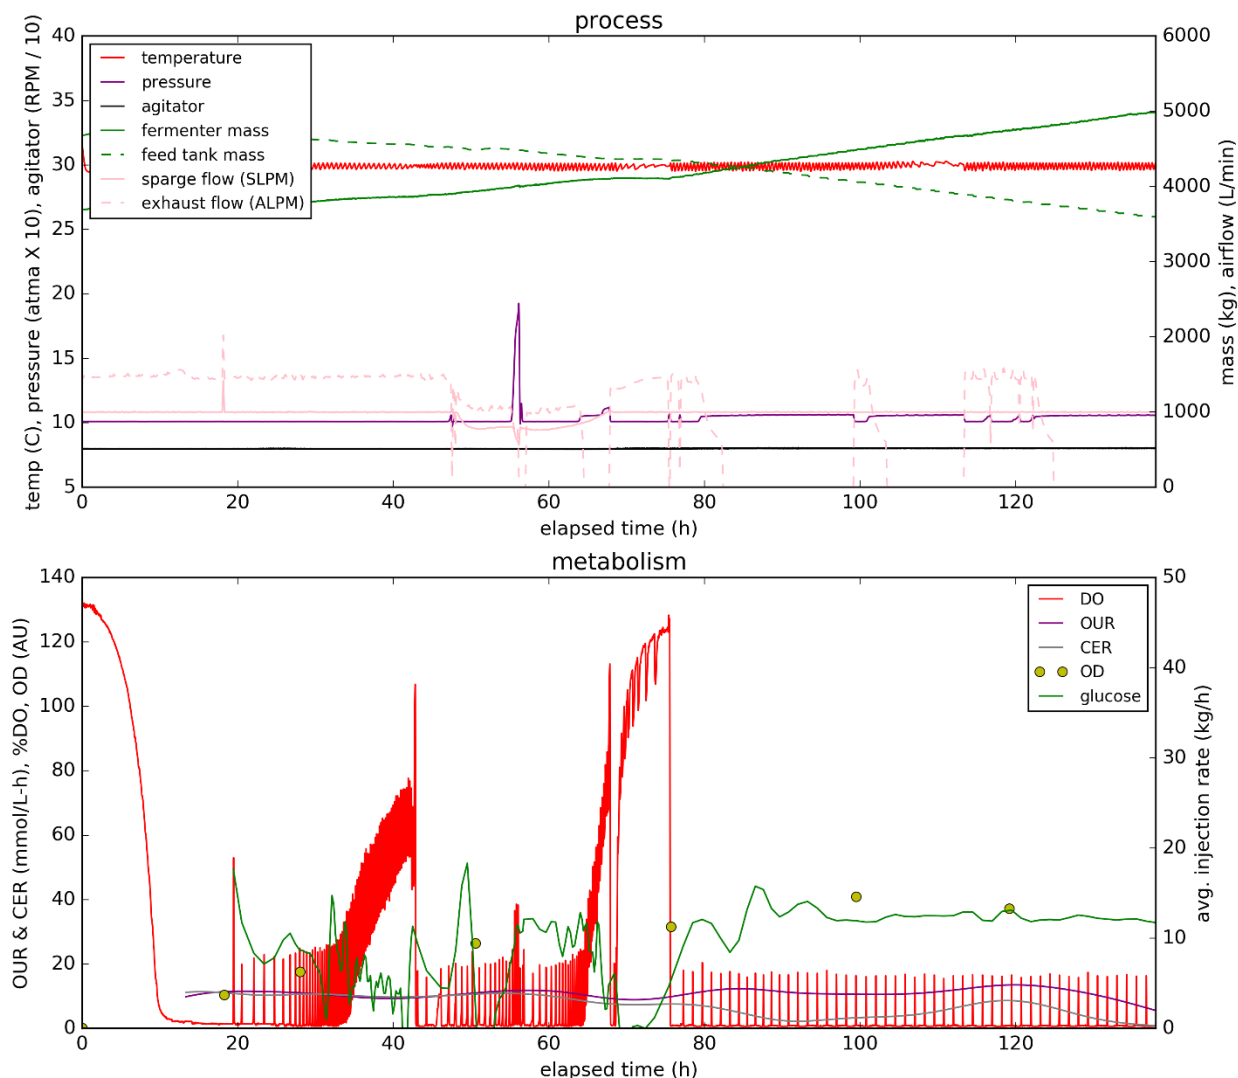 process
temp (C), pressure (atma X 10), agitator (RPM / 10)
40
35
30
25
20
15
10
5
temperature
pressure
agitator
fermenter mass
feed tank mass
sparge flow (SLPM)
exhaust flow (ALPM)
6000
5000
4000
3000
2000
1000
0
mass (kg), airflow (L/min)
0 20 40 60 80 100 120
elapsed time (h)
metabolism
OUR & CER (mmol/L-h), %DO, OD (AU)
140
120
100
80
60
40
20
0
DO
OUR
CER
OD
glucose
50
40
30
20
10
0
avg. injection rate (kg/h)
0 20 40 60 80 100 120
elapsed time (h)